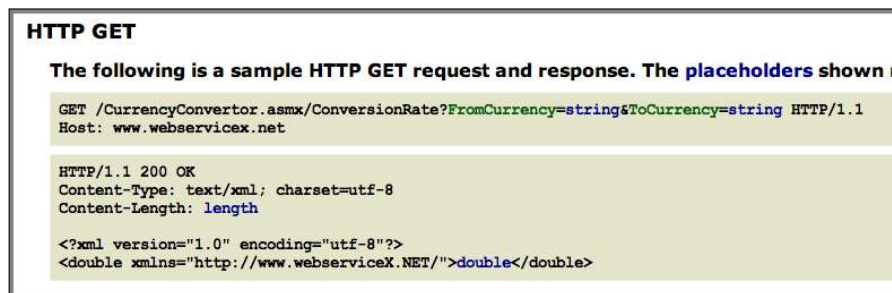 HTTP GET
The following is a sample HTTP GET request and response. The placeholders shown
GET /CurrencyConvertor.asmx/ConversionRate?FromCurrency=string&ToCurrency=string HTTP/1.1
Host: www.webservicex.net
HTTP/1.1 200 OK
Content-Type: text/xml; charset=utf-8
Content-Length: length
<?xml version="1.0" encoding="utf-8"?>
<double xmlns="http://www.webserviceX.NET/">double</double>